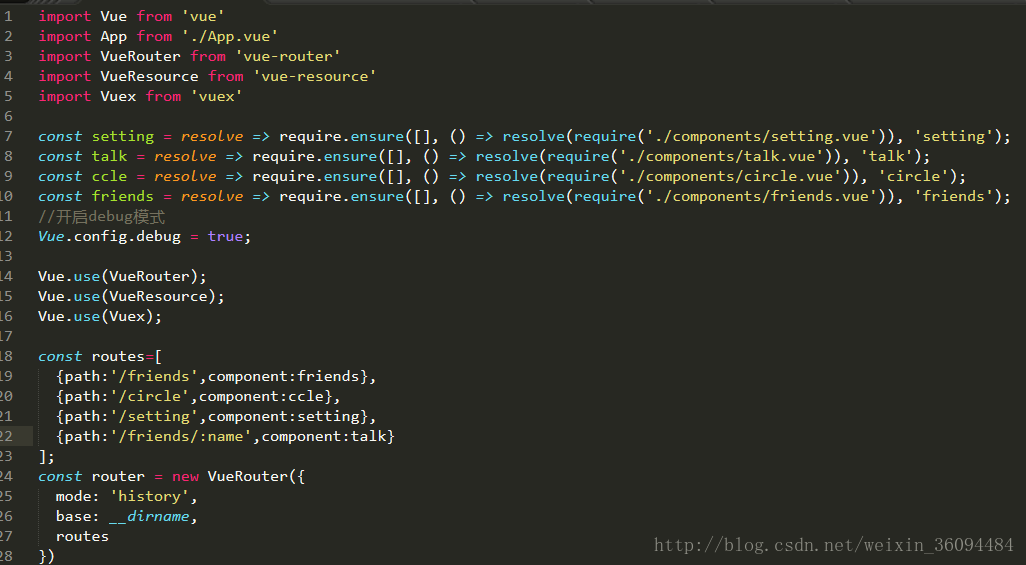 1 import Vue from 'vue'
2 import App from './App.vue'
3 import VueRouter from 'vue-router'
4 import VueResource from 'vue-resource'
5 import Vuex from 'vuex'
6
7 const setting = resolve => require.ensure([], () => resolve(require('./components/setting.vue')), 'setting');
8 const talk = resolve => require.ensure([], () => resolve(require('./components/talk.vue')), 'talk');
9 const ccle = resolve => require.ensure([], () => resolve(require('./components/circle.vue')), 'circle');
10 const friends = resolve => require.ensure([], () => resolve(require('./components/friends.vue')), 'friends');
11 //开启debug模式
12 Vue.config.debug = true;
13
14 Vue.use(VueRouter);
15 Vue.use(VueResource);
16 Vue.use(Vuex);
17
18 const routes=[
19 {path:'/friends',component:friends},
20 {path:'/circle',component:ccle},
21 {path:'/setting',component:setting},
22 {path:'/friends/:name',component:talk}
23 ];
24 const router = new VueRouter({
25 mode: 'history',
26 base: __dirname,
27 routes
28 })
http://blog.csdn.net/weixin_36094484